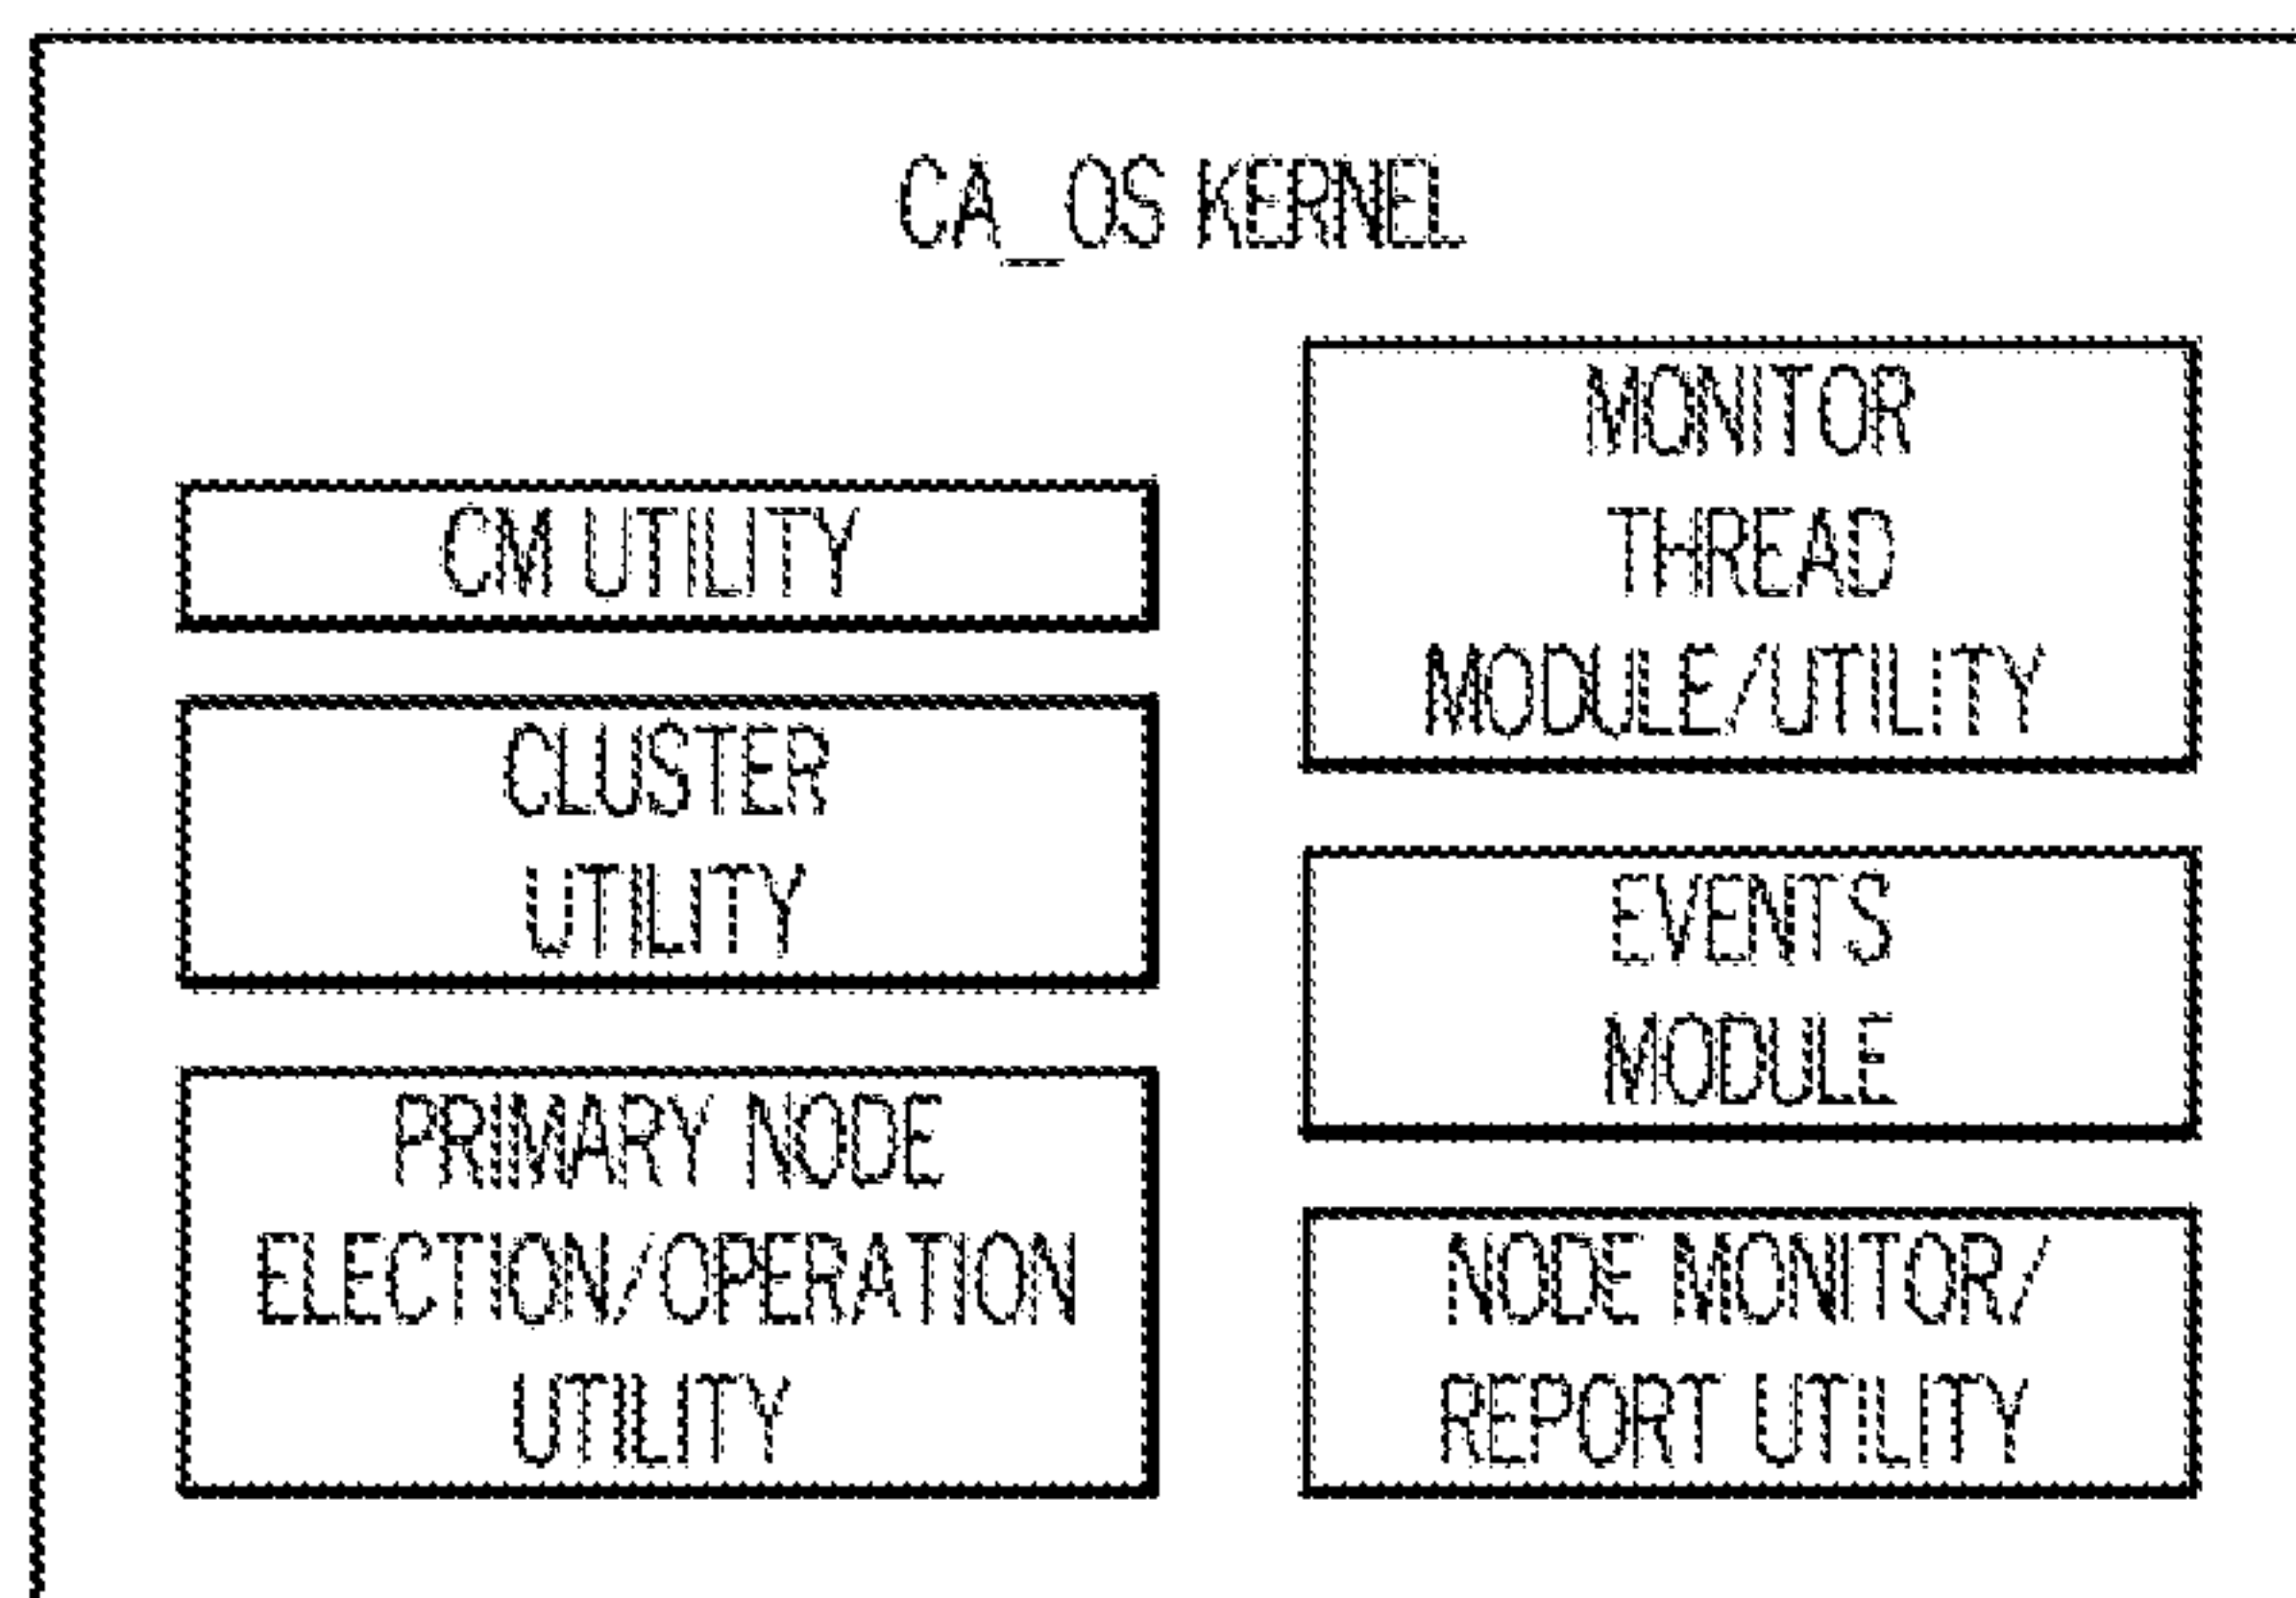 CA_OS KERNEL
CM UTILITY
CLUSTER
UTILITY
PRIMARY NODE
ELECTION/OPERATION
UTILITY
MONITOR
THREAD
MODULE/UTILITY
EVENTS
MODULE
NODE MONITOR/
REPORT UTILITY